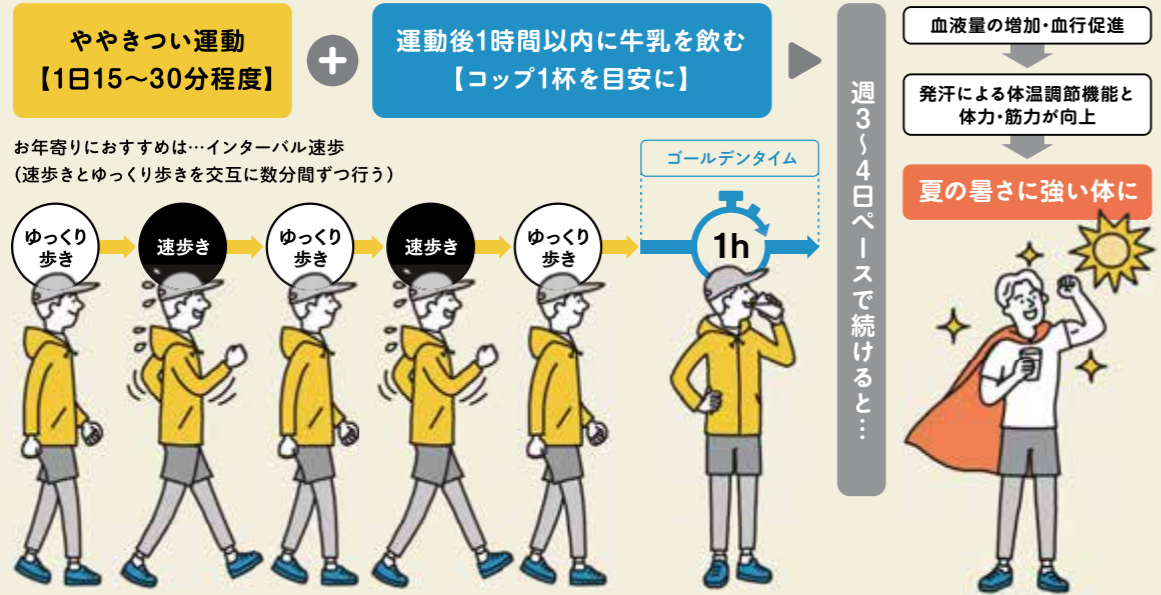 ややきつい運動
【1日15〜30分程度】
運動後1時間以内に牛乳を飲む
【コップ1杯を目安に】
お年寄りにおすすめは…インターバル速歩
（速歩きとゆっくり歩きを交互に数分間ずつ行う）
ゆっくり
歩き
速歩き
ゆっくり
歩き
速歩き
ゆっくり
歩き
ゴールデンタイム
1h
週3〜4日ペースで続けると…
血液量の増加・血行促進
発汗による体温調節機能と
体力・筋力が向上
夏の暑さに強い体に